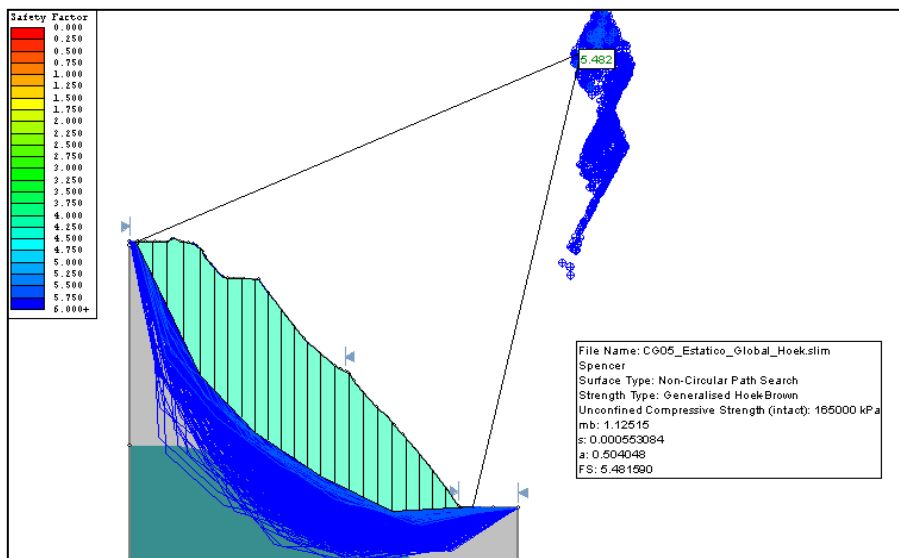 Safety Factor
0.000
0.250
0.500
0.750
1.000
1.250
1.500
1.750
2.000
2.250
2.500
2.750
3.000
3.250
3.500
3.750
4.000
4.250
4.500
4.750
5.000
5.250
5.500
5.750
6.000+
5.482
File Name: CG05_Estatico_Global_Hoek.slim
Spencer
Surface Type: Non-Circular Path Search
Strength Type: Generalised Hoek-Brown
Unconfined Compressive Strength (intact): 165000 kPa
mb: 1.12515
s: 0.000553084
a: 0.504048
FS: 5.481590